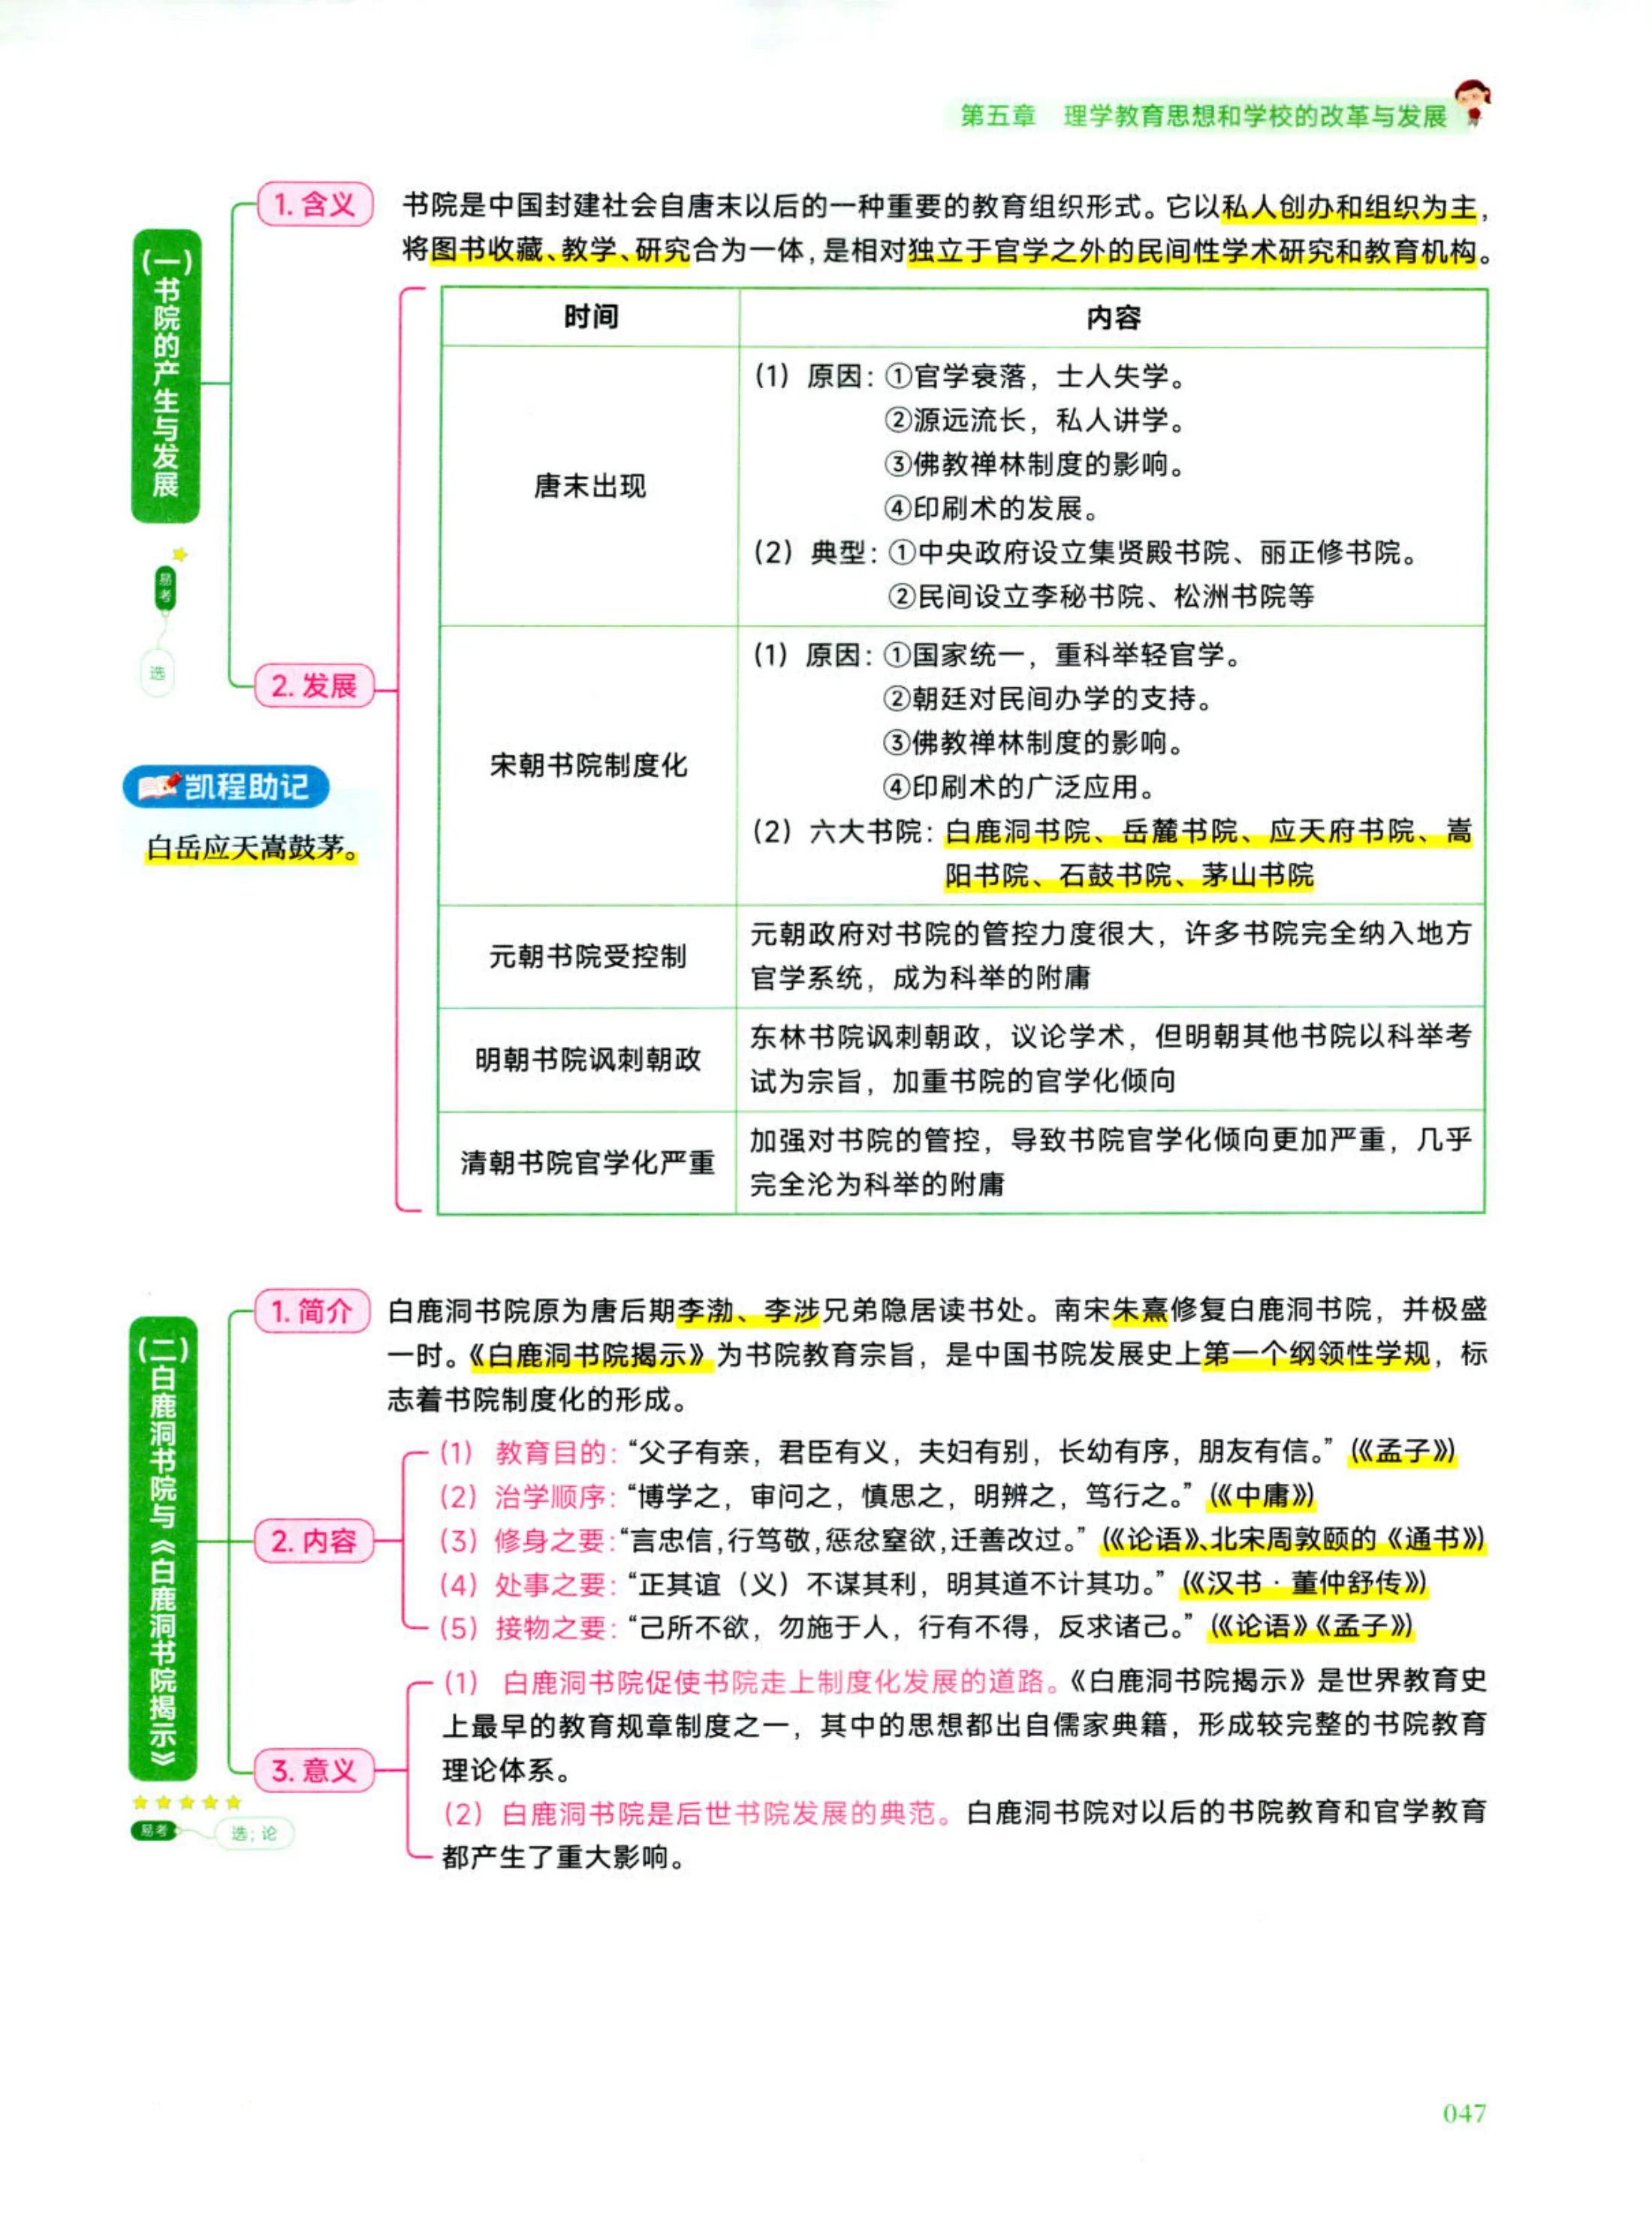 第五章 理学教育思想和学校的改革与发展
(一)书院的产生与发展
易考
选
1. 含义
书院是中国封建社会自唐末以后的一种重要的教育组织形式。它以私人创办和组织为主,
将图书收藏、教学、研究合为一体,是相对独立于官学之外的民间性学术研究和教育机构。
2. 发展
时间 内容
唐末出现
(1) 原因:①官学衰落,士人失学。
②源远流长,私人讲学。
③佛教禅林制度的影响。
④印刷术的发展。
(2) 典型:①中央政府设立集贤殿书院、丽正修书院。
②民间设立李秘书院、松洲书院等
宋朝书院制度化
(1) 原因:①国家统一,重科举轻官学。
②朝廷对民间办学的支持。
③佛教禅林制度的影响。
④印刷术的广泛应用。
(2) 六大书院:白鹿洞书院、岳麓书院、应天府书院、嵩
阳书院、石鼓书院、茅山书院
元朝书院受控制
元朝政府对书院的管控力度很大,许多书院完全纳入地方
官学系统,成为科举的附庸
明朝书院讽刺朝政
东林书院讽刺朝政,议论学术,但明朝其他书院以科举考
试为宗旨,加重书院的官学化倾向
清朝书院官学化严重
加强对书院的管控,导致书院官学化倾向更加严重,几乎
完全沦为科举的附庸
凯程助记
白岳应天嵩鼓茅。
(二)白鹿洞书院与《白鹿洞书院揭示》
易考
选;论
1. 简介
白鹿洞书院原为唐后期李渤、李涉兄弟隐居读书处。南宋朱熹修复白鹿洞书院,并极盛
一时。《白鹿洞书院揭示》为书院教育宗旨,是中国书院发展史上第一个纲领性学规,标
志着书院制度化的形成。
2. 内容
(1) 教育目的:“父子有亲,君臣有义,夫妇有别,长幼有序,朋友有信。”(《孟子》)
(2) 治学顺序:“博学之,审问之,慎思之,明辨之,笃行之。”(《中庸》)
(3) 修身之要:“言忠信,行笃敬,惩忿窒欲,迁善改过。”(《论语》、北宋周敦颐的《通书》)
(4) 处事之要:“正其谊(义)不谋其利,明其道不计其功。”(《汉书·董仲舒传》)
(5) 接物之要:“己所不欲,勿施于人,行有不得,反求诸己。”(《论语》《孟子》)
3. 意义
(1) 白鹿洞书院促使书院走上制度化发展的道路。《白鹿洞书院揭示》是世界教育史
上最早的教育规章制度之一,其中的思想都出自儒家典籍,形成较完整的书院教育
理论体系。
(2) 白鹿洞书院是后世书院发展的典范。白鹿洞书院对以后的书院教育和官学教育
都产生了重大影响。
047